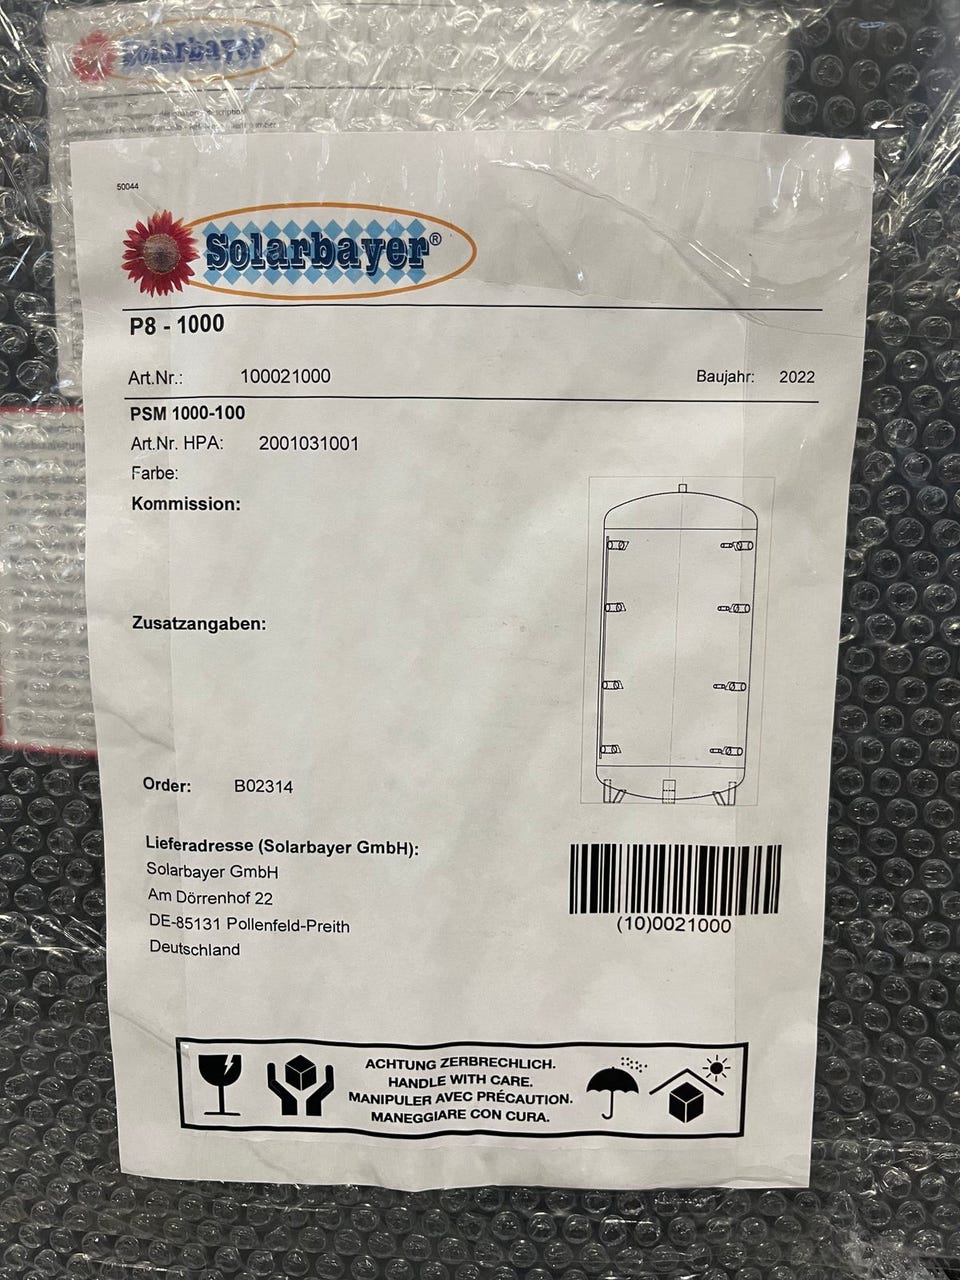 Solarbayer
50044
Solarbayer®
P8 - 1000
Art.Nr.: 100021000 Baujahr: 2022
PSM 1000-100
Art.Nr. HPA: 2001031001
Farbe:
Kommission:
Zusatzangaben:
Order: B02314
Lieferadresse (Solarbayer GmbH):
Solarbayer GmbH
Am Dörrenhof 22
DE-85131 Pollenfeld-Preith
Deutschland
(10)0021000
ACHTUNG ZERBRECHLICH.
HANDLE WITH CARE.
MANIPULER AVEC PRÉCAUTION.
MANEGGIARE CON CURA.